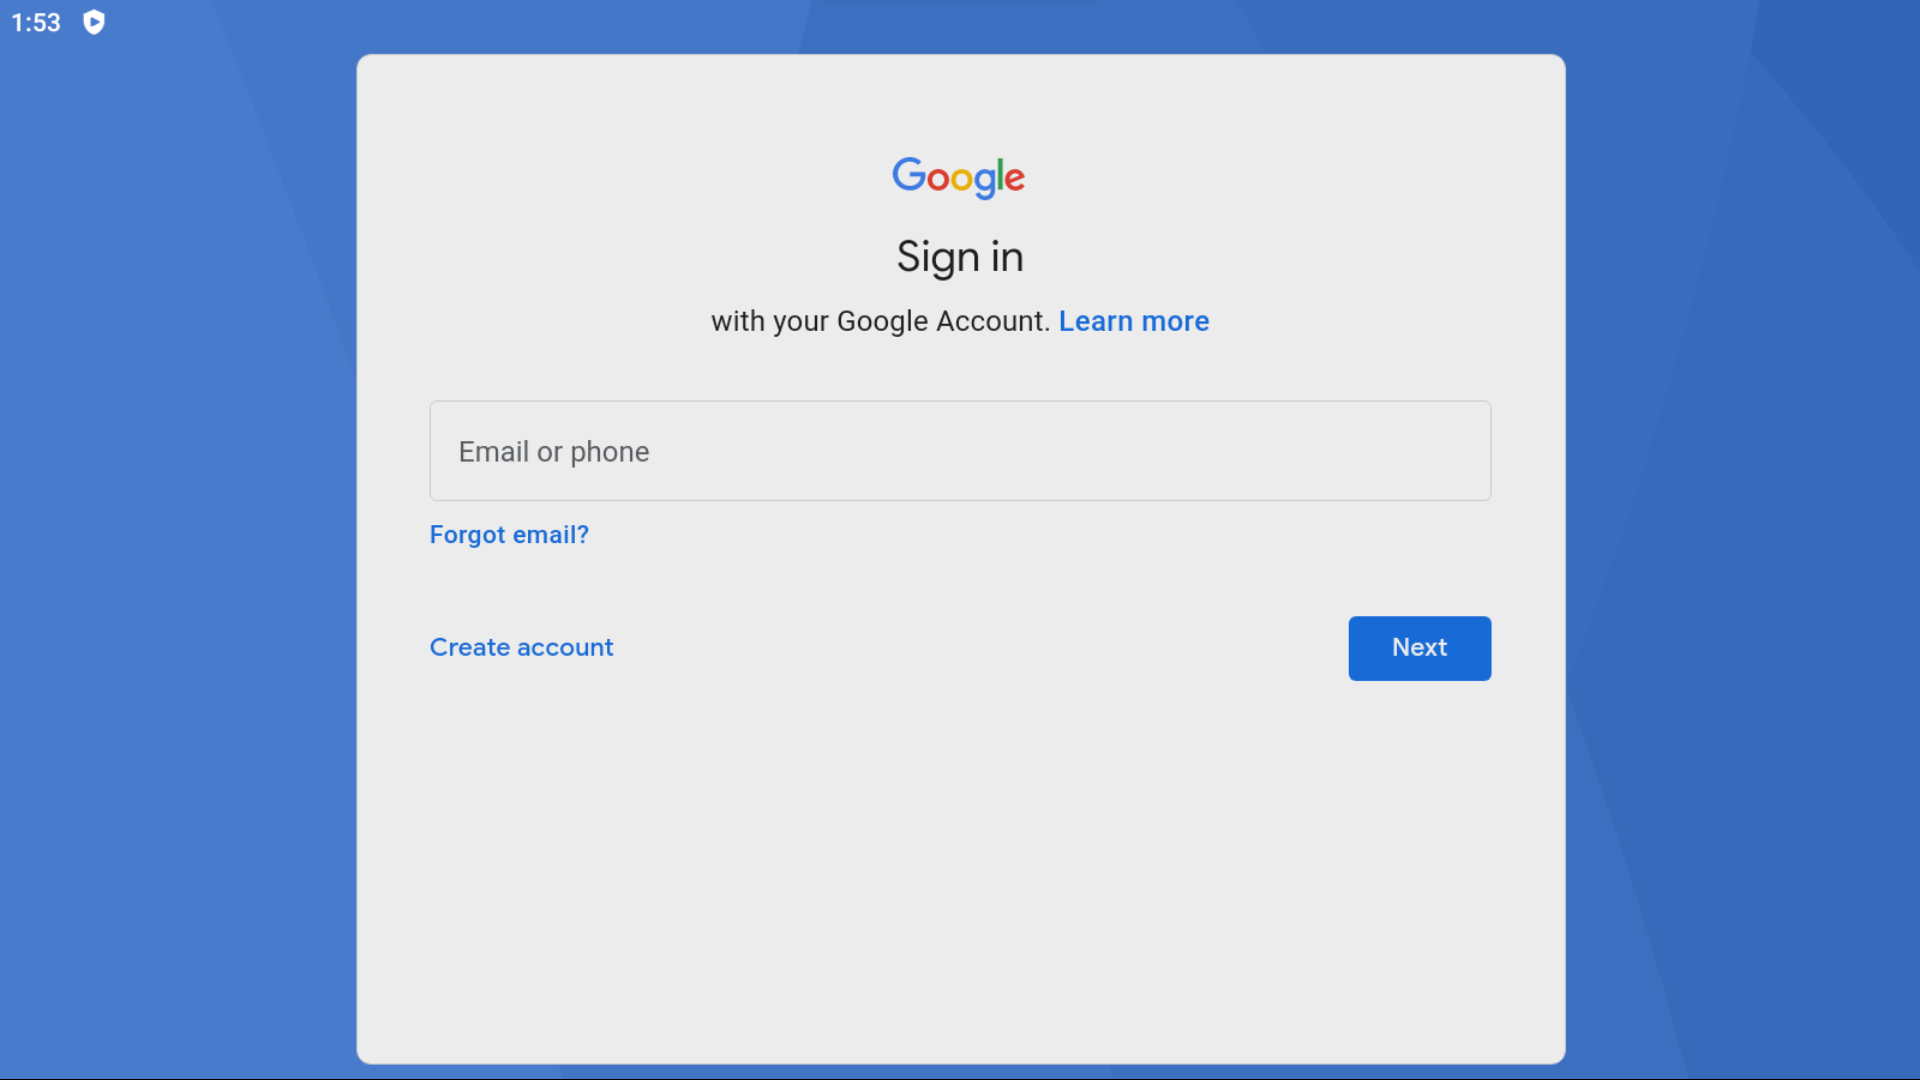 1:53
Google
Sign in
with your Google Account. Learn more
Email or phone
Forgot email?
Create account
Next